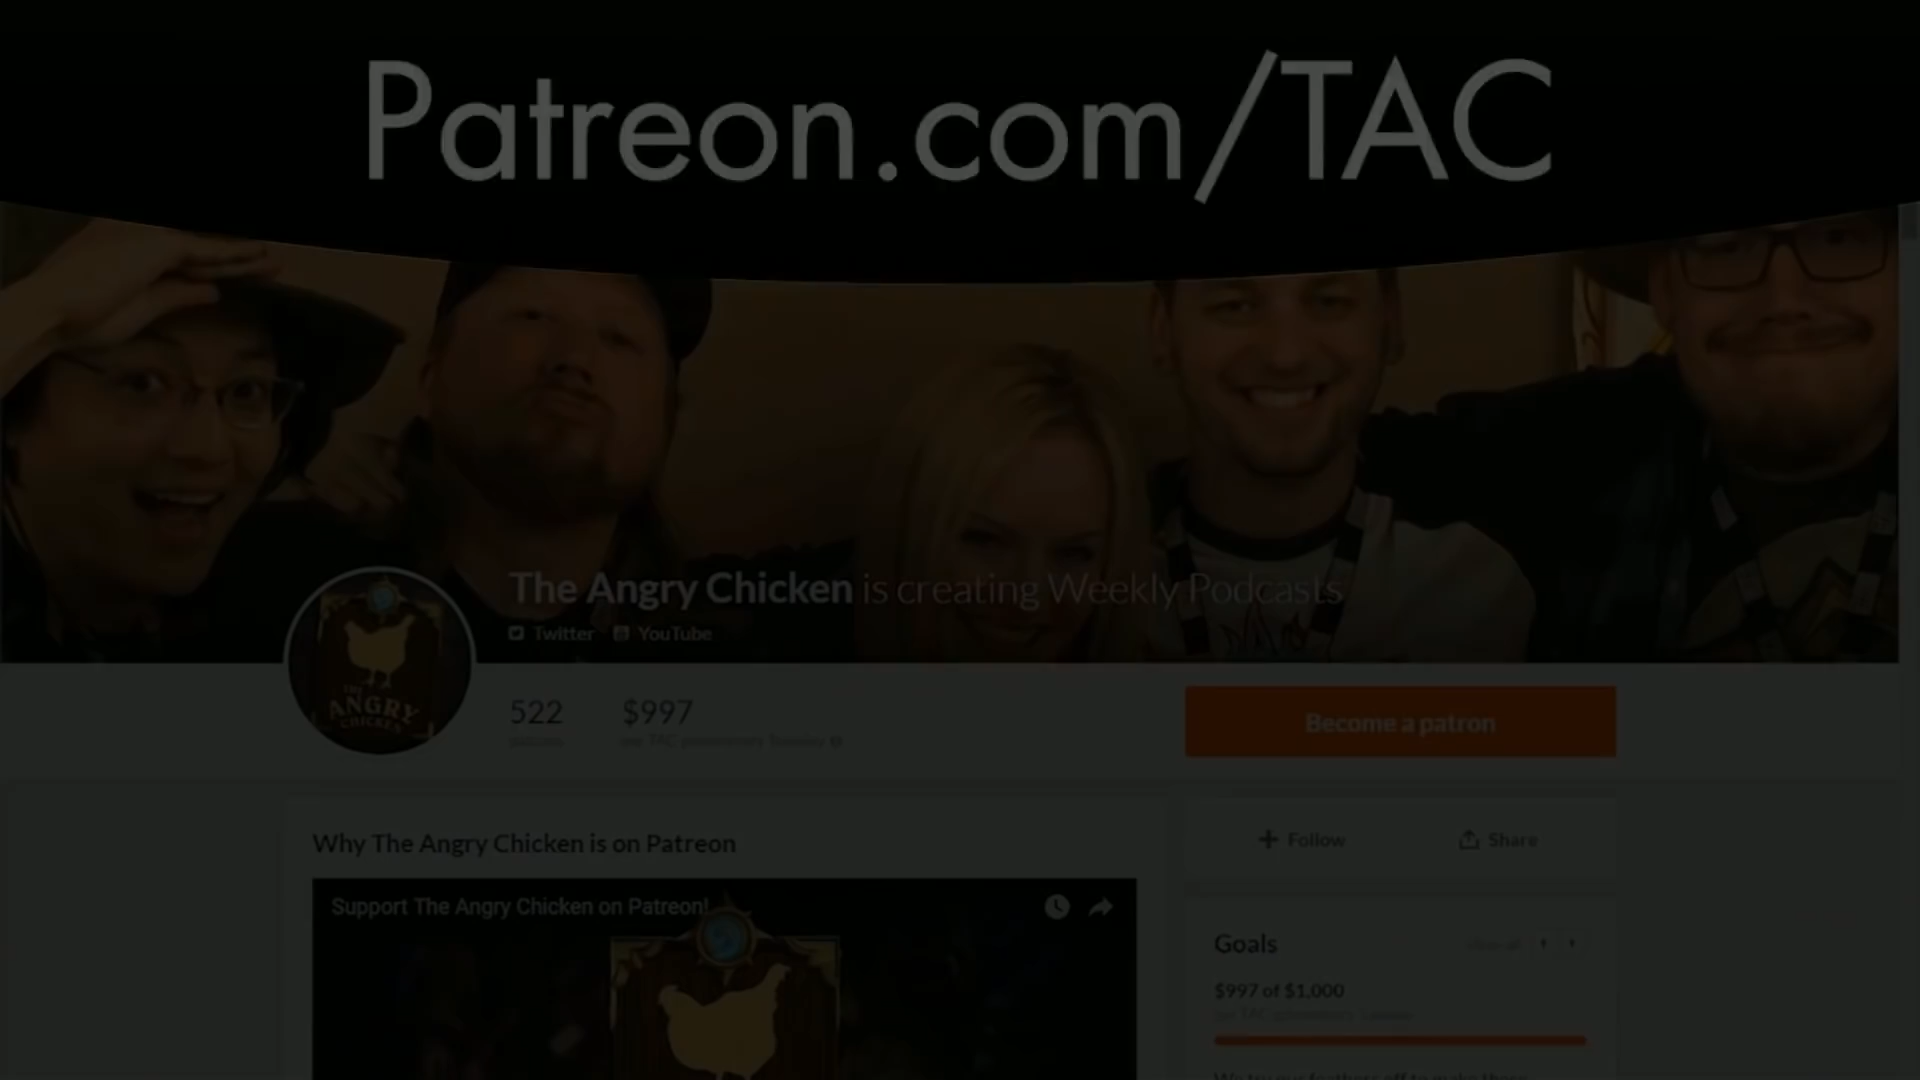 Patreon.com/TAC
The Angry Chicken is creating Weekly Podcasts
Twitter YouTube
THE
ANGRY
CHICKEN
522 $997
Become a patron
Why The Angry Chicken is on Patreon
Follow Share
Support The Angry Chicken on Patreon!
Goals
$997 of $1,000